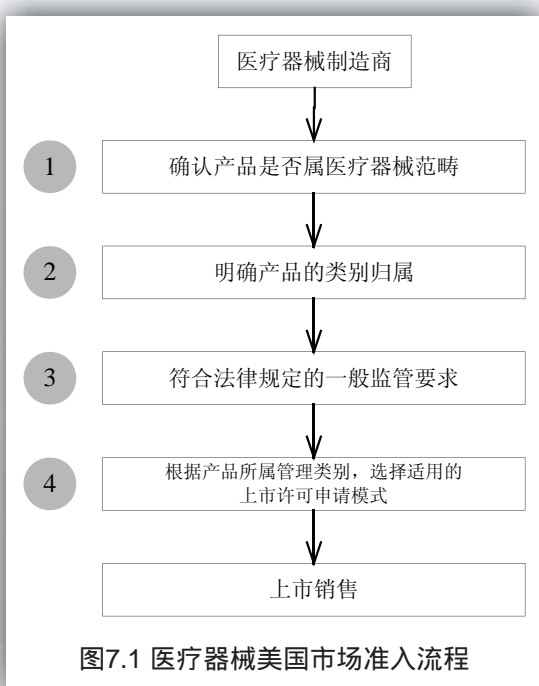 医疗器械制造商
1
确认产品是否属医疗器械范畴
2
明确产品的类别归属
3
符合法律规定的一般监管要求
4
根据产品所属管理类别，选择适用的
上市许可申请模式
上市销售
图7.1 医疗器械美国市场准入流程